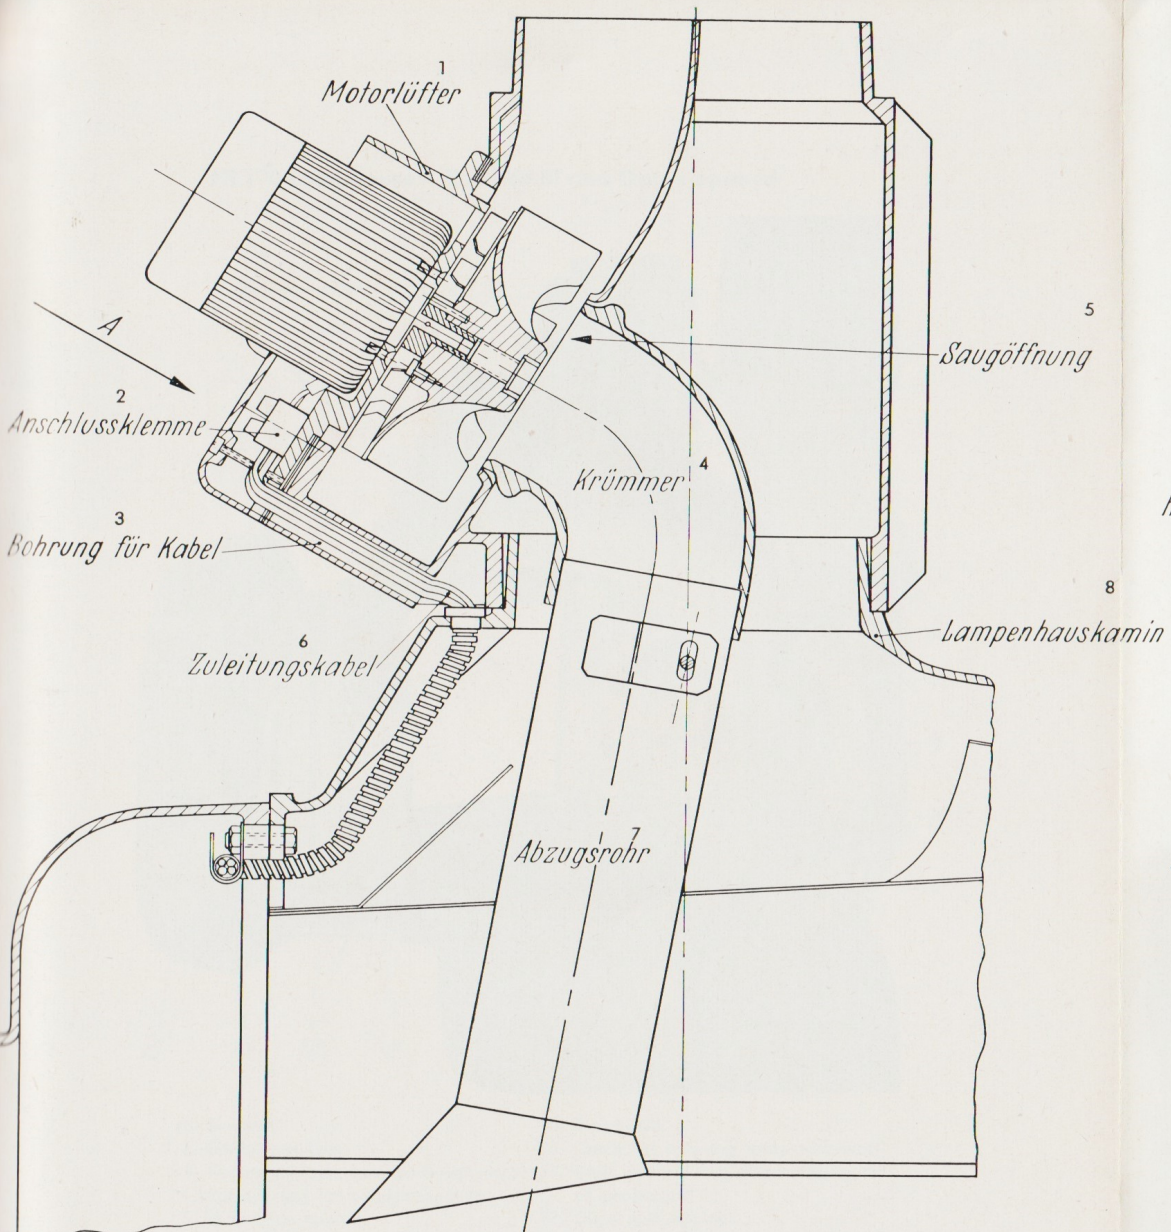 1
Motorlüfter
A
5
Saugöffnung
2
Anschlussklemme
4
Krümmer
3
Bohrung für Kabel
8
Lampenhauskamin
6
Zuleitungskabel
7
Abzugsrohr